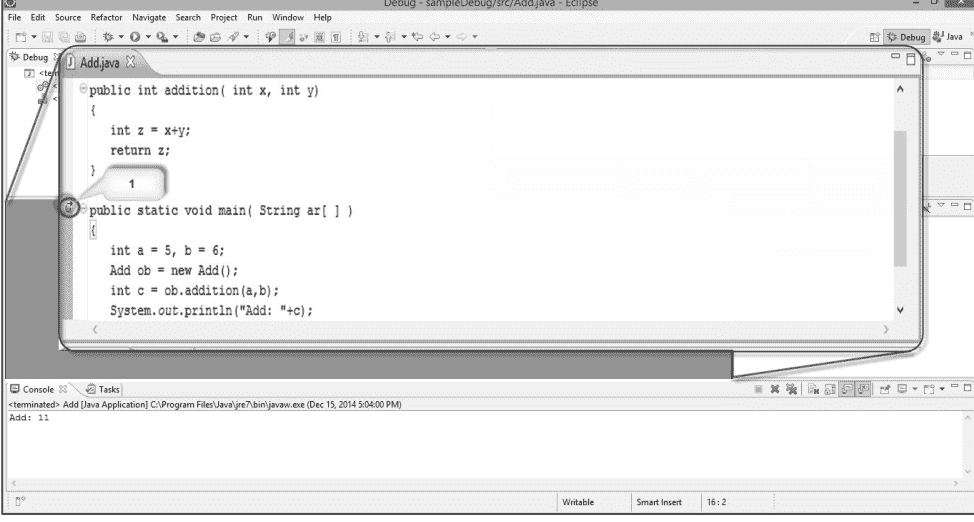 Debug - sampleDebug/src/Add.java - Eclipse
File Edit Source Refactor Navigate Search Project Run Window Help
Debug Java
Debug
Add.java
public int addition( int x, int y)
{
int z = x+y;
return z;
}
1
public static void main( String ar[ ] )
{
int a = 5, b = 6;
Add ob = new Add();
int c = ob.addition(a,b);
System.out.println("Add: "+c);
Console Tasks
<terminated> Add [Java Application] C:\Program Files\Java\jre7\bin\javaw.exe (Dec 15, 2014 5:04:00 PM)
Add: 11
Writable Smart Insert 16 : 2